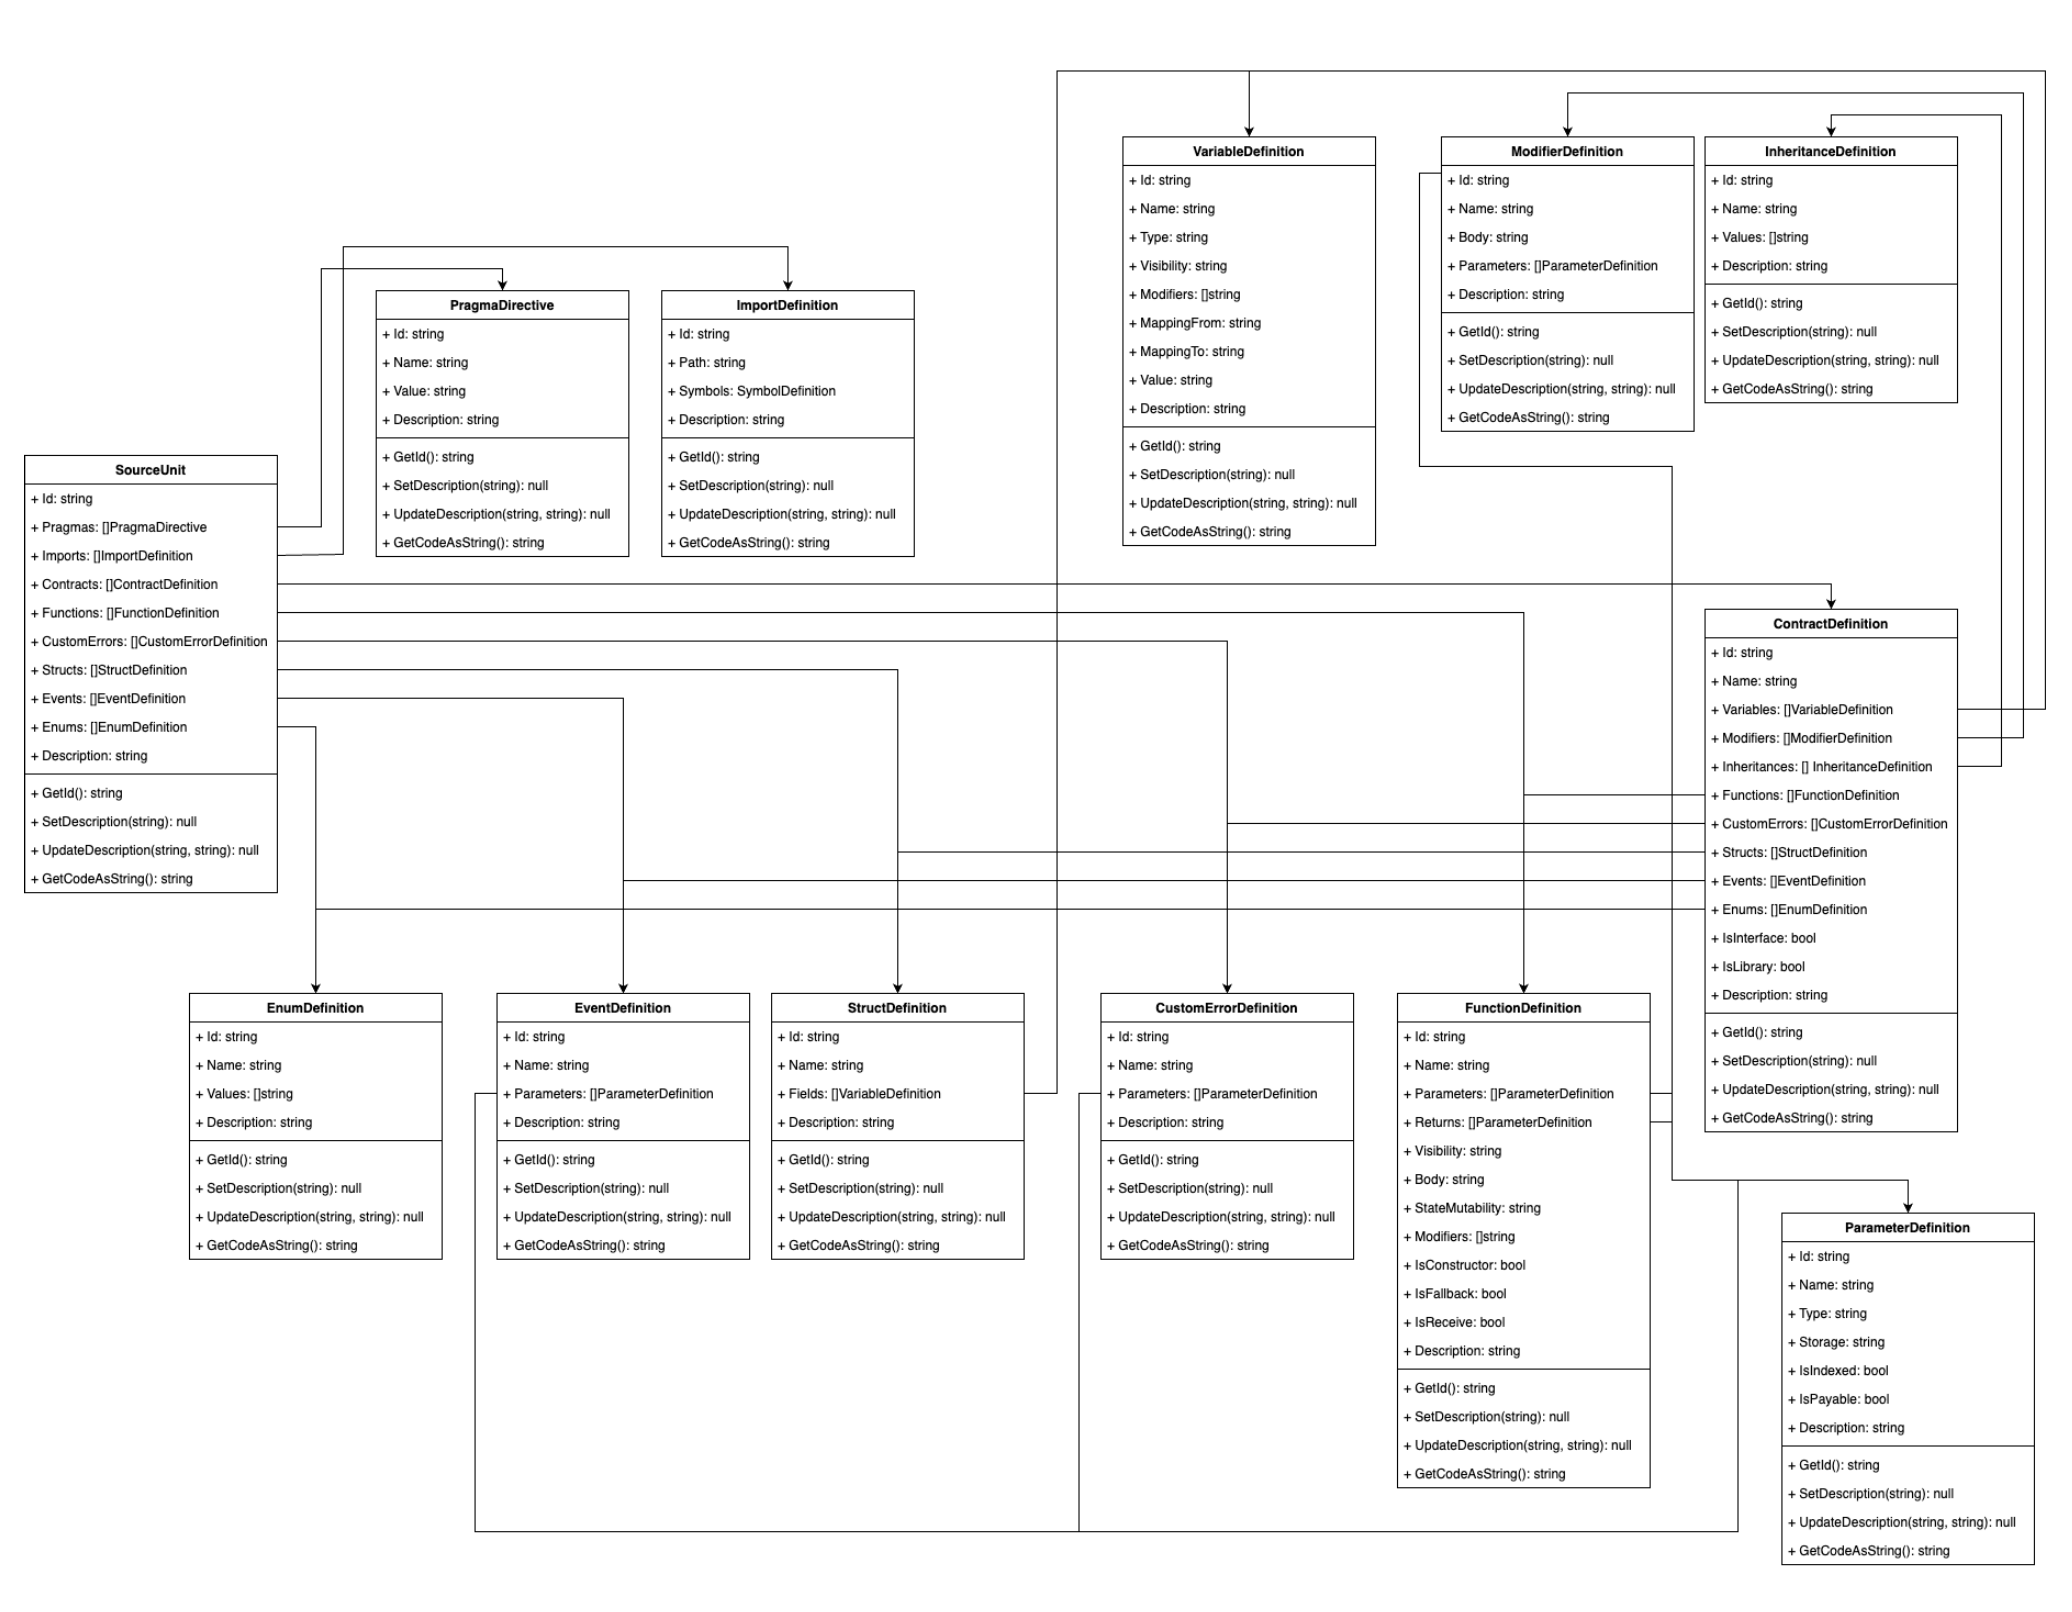 VariableDefinition
+ Id: string
+ Name: string
+ Type: string
+ Visibility: string
+ Modifiers: []string
+ MappingFrom: string
+ MappingTo: string
+ Value: string
+ Description: string
+ GetId(): string
+ SetDescription(string): null
+ UpdateDescription(string, string): null
+ GetCodeAsString(): string
ModifierDefinition
+ Id: string
+ Name: string
+ Body: string
+ Parameters: []ParameterDefinition
+ Description: string
+ GetId(): string
+ SetDescription(string): null
+ UpdateDescription(string, string): null
+ GetCodeAsString(): string
InheritanceDefinition
+ Id: string
+ Name: string
+ Values: []string
+ Description: string
+ GetId(): string
+ SetDescription(string): null
+ UpdateDescription(string, string): null
+ GetCodeAsString(): string
PragmaDirective
+ Id: string
+ Name: string
+ Value: string
+ Description: string
+ GetId(): string
+ SetDescription(string): null
+ UpdateDescription(string, string): null
+ GetCodeAsString(): string
ImportDefinition
+ Id: string
+ Path: string
+ Symbols: SymbolDefinition
+ Description: string
+ GetId(): string
+ SetDescription(string): null
+ UpdateDescription(string, string): null
+ GetCodeAsString(): string
SourceUnit
+ Id: string
+ Pragmas: []PragmaDirective
+ Imports: []ImportDefinition
+ Contracts: []ContractDefinition
+ Functions: []FunctionDefinition
+ CustomErrors: []CustomErrorDefinition
+ Structs: []StructDefinition
+ Events: []EventDefinition
+ Enums: []EnumDefinition
+ Description: string
+ GetId(): string
+ SetDescription(string): null
+ UpdateDescription(string, string): null
+ GetCodeAsString(): string
ContractDefinition
+ Id: string
+ Name: string
+ Variables: []VariableDefinition
+ Modifiers: []ModifierDefinition
+ Inheritances: [] InheritanceDefinition
+ Functions: []FunctionDefinition
+ CustomErrors: []CustomErrorDefinition
+ Structs: []StructDefinition
+ Events: []EventDefinition
+ Enums: []EnumDefinition
+ IsInterface: bool
+ IsLibrary: bool
+ Description: string
+ GetId(): string
+ SetDescription(string): null
+ UpdateDescription(string, string): null
+ GetCodeAsString(): string
EnumDefinition
+ Id: string
+ Name: string
+ Values: []string
+ Description: string
+ GetId(): string
+ SetDescription(string): null
+ UpdateDescription(string, string): null
+ GetCodeAsString(): string
EventDefinition
+ Id: string
+ Name: string
+ Parameters: []ParameterDefinition
+ Description: string
+ GetId(): string
+ SetDescription(string): null
+ UpdateDescription(string, string): null
+ GetCodeAsString(): string
StructDefinition
+ Id: string
+ Name: string
+ Fields: []VariableDefinition
+ Description: string
+ GetId(): string
+ SetDescription(string): null
+ UpdateDescription(string, string): null
+ GetCodeAsString(): string
CustomErrorDefinition
+ Id: string
+ Name: string
+ Parameters: []ParameterDefinition
+ Description: string
+ GetId(): string
+ SetDescription(string): null
+ UpdateDescription(string, string): null
+ GetCodeAsString(): string
FunctionDefinition
+ Id: string
+ Name: string
+ Parameters: []ParameterDefinition
+ Returns: []ParameterDefinition
+ Visibility: string
+ Body: string
+ StateMutability: string
+ Modifiers: []string
+ IsConstructor: bool
+ IsFallback: bool
+ IsReceive: bool
+ Description: string
+ GetId(): string
+ SetDescription(string): null
+ UpdateDescription(string, string): null
+ GetCodeAsString(): string
ParameterDefinition
+ Id: string
+ Name: string
+ Type: string
+ Storage: string
+ IsIndexed: bool
+ IsPayable: bool
+ Description: string
+ GetId(): string
+ SetDescription(string): null
+ UpdateDescription(string, string): null
+ GetCodeAsString(): string